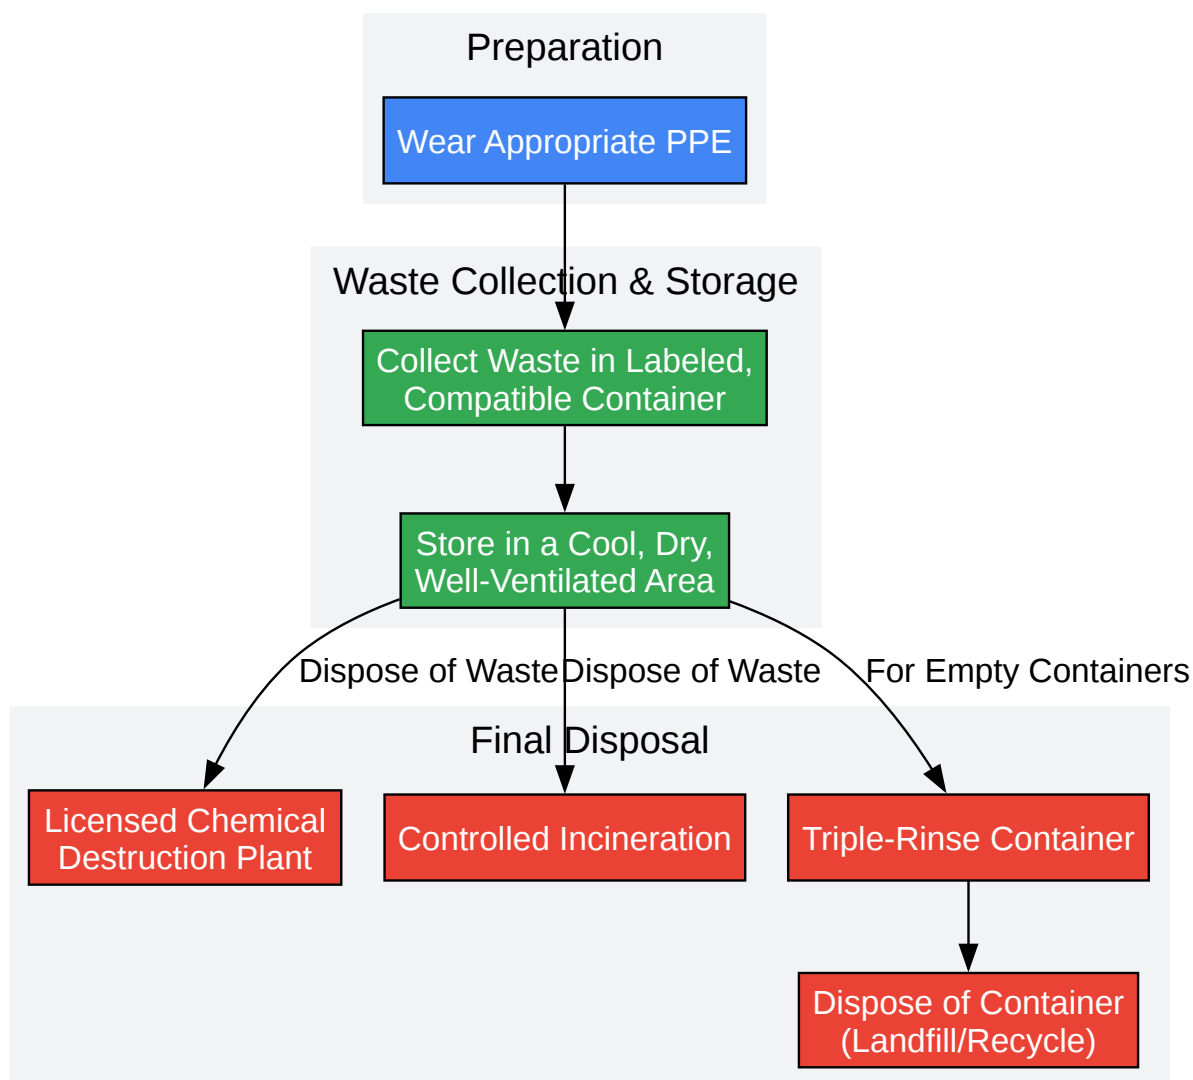 Preparation
Wear Appropriate PPE
Waste Collection & Storage
Collect Waste in Labeled,
Compatible Container
Store in a Cool, Dry,
Well-Ventilated Area
Dispose of Waste
Dispose of Waste
For Empty Containers
Final Disposal
Licensed Chemical
Destruction Plant
Controlled Incineration
Triple-Rinse Container
Dispose of Container
(Landfill/Recycle)